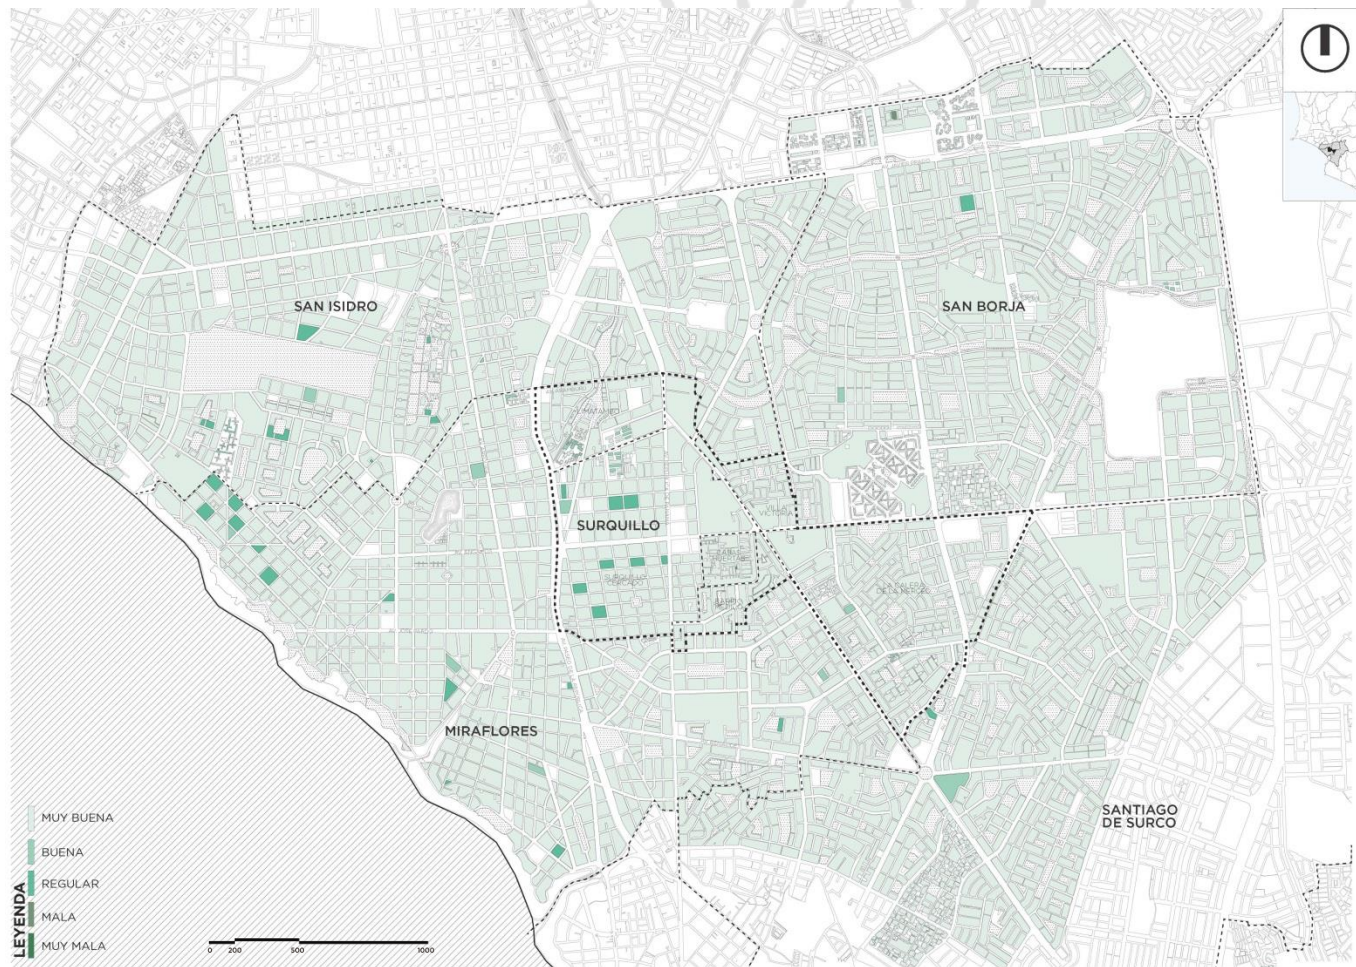 SAN ISIDRO
SAN BORJA
SURQUILLO
MIRAFLORES
SANTIAGO
DE SURCO
LEYENDA
MUY BUENA
BUENA
REGULAR
MALA
MUY MALA
0 200 500 1000